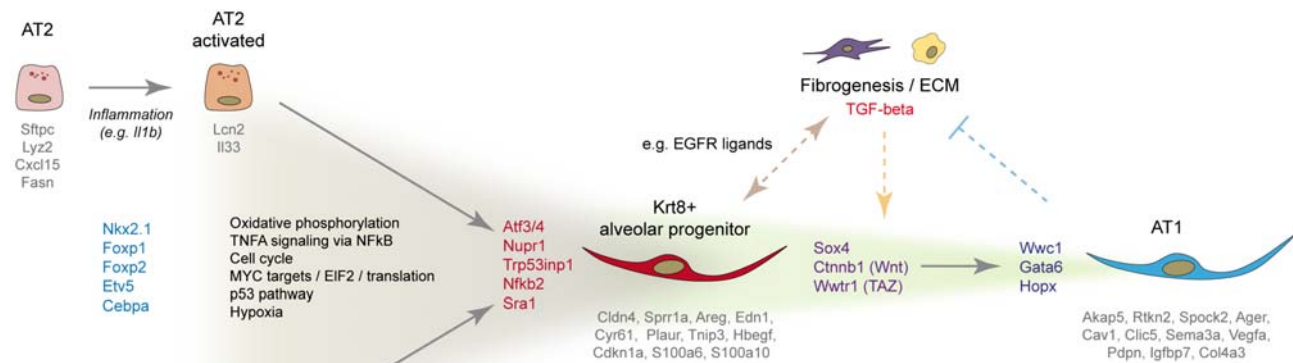 AT2
AT2
activated
Inflammation
(e.g. Il1b)
Sftpc
Lyz2
Cxcl15
Fasn
Lcn2
Il33
Fibrogenesis / ECM
TGF-beta
e.g. EGFR ligands
Nkx2.1
Foxp1
Foxp2
Etv5
Cebpa
Oxidative phosphorylation
TNFA signaling via NFkB
Cell cycle
MYC targets / EIF2 / translation
p53 pathway
Hypoxia
Atf3/4
Nupr1
Trp53inp1
Nfkb2
Sra1
Krt8+
alveolar progenitor
Cldn4, Sprr1a, Areg, Edn1,
Cyr61, Plaur, Tnip3, Hbegf,
Cdkn1a, S100a6, S100a10
Sox4
Ctnnb1 (Wnt)
Wwtr1 (TAZ)
Wwc1
Gata6
Hopx
AT1
Akap5, Rtkn2, Spock2, Ager,
Cav1, Clic5, Sema3a, Vegfa,
Pdpn, Igfbp7, Col4a3